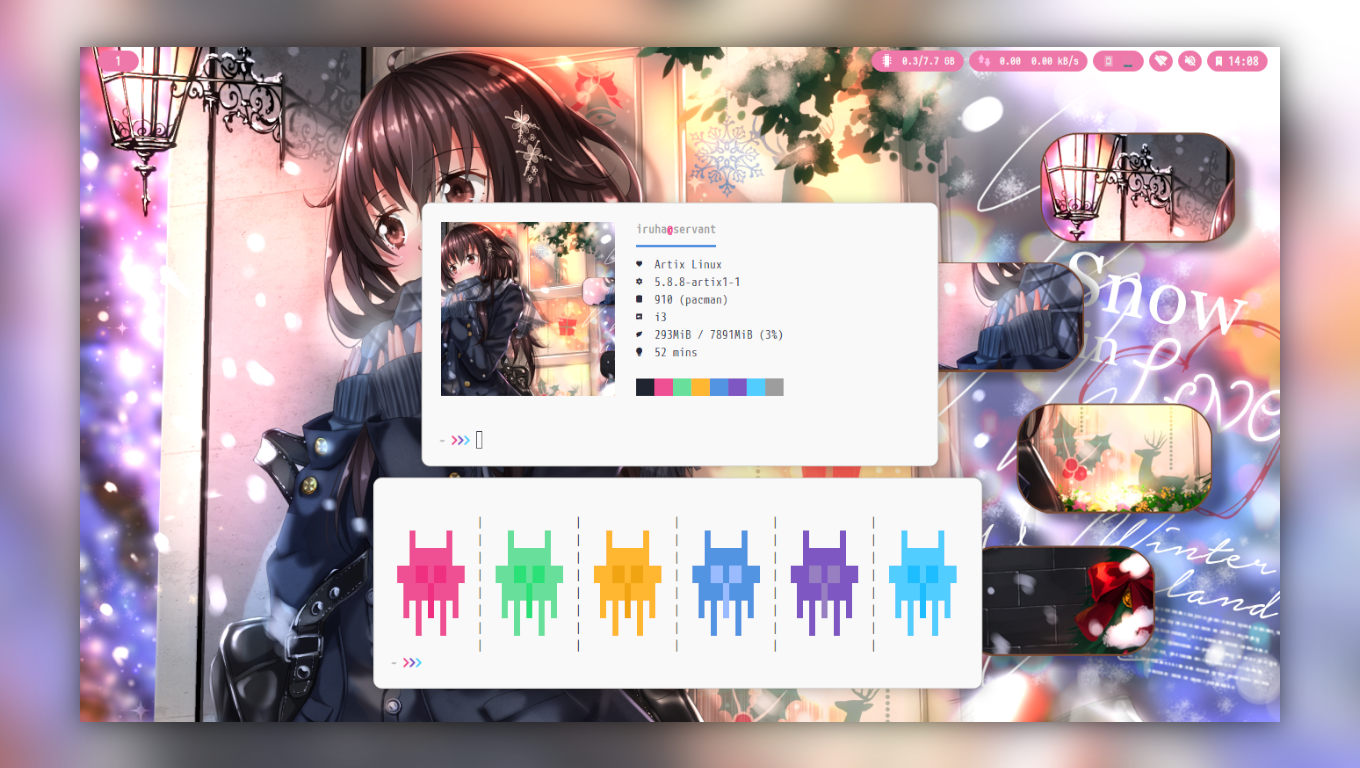 1
0.3/7.7 GB
0.00 0.00 kB/s
14:08
iruha@servant
Artix Linux
5.8.8-artix1-1
910 (pacman)
i3
293MiB / 7891MiB (3%)
52 mins
~ >>>
~ >>>
Snow
in
Love
Winter
land